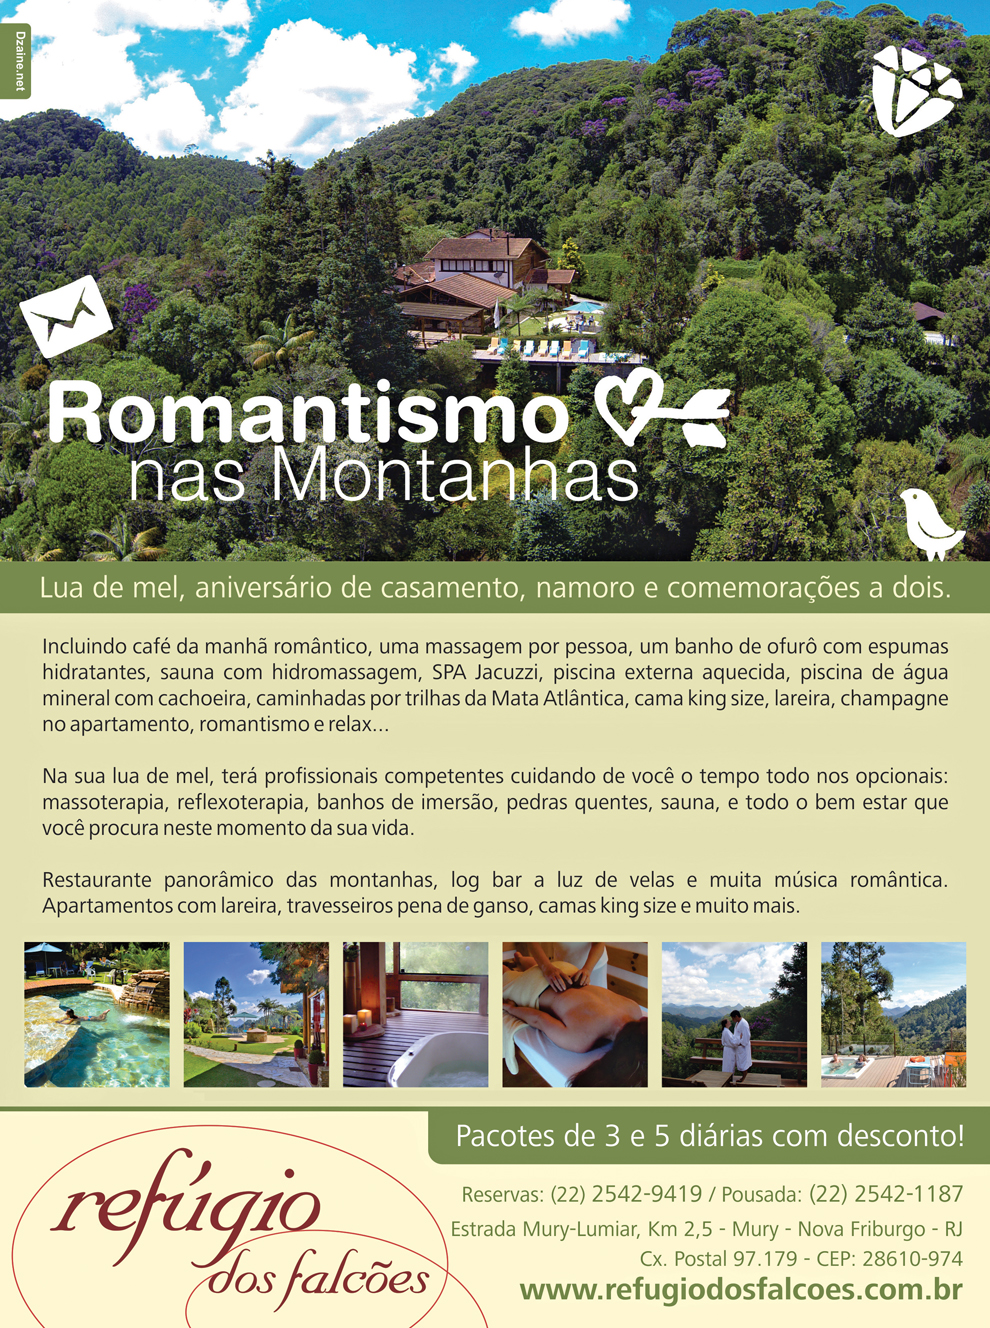 Dzaine.net
Romantismo
nas Montanhas
Lua de mel, aniversário de casamento, namoro e comemorações a dois.
Incluindo café da manhã romântico, uma massagem por pessoa, um banho de ofurô com espumas
hidratantes, sauna com hidromassagem, SPA Jacuzzi, piscina externa aquecida, piscina de água
mineral com cachoeira, caminhadas por trilhas da Mata Atlântica, cama king size, lareira, champagne
no apartamento, romantismo e relax...
Na sua lua de mel, terá profissionais competentes cuidando de você o tempo todo nos opcionais:
massoterapia, reflexoterapia, banhos de imersão, pedras quentes, sauna, e todo o bem estar que
você procura neste momento da sua vida.
Restaurante panorâmico das montanhas, log bar a luz de velas e muita música romântica.
Apartamentos com lareira, travesseiros pena de ganso, camas king size e muito mais.
Pacotes de 3 e 5 diárias com desconto!
refúgio
dos falcões
Reservas: (22) 2542-9419 / Pousada: (22) 2542-1187
Estrada Mury-Lumiar, Km 2,5 - Mury - Nova Friburgo - RJ
Cx. Postal 97.179 - CEP: 28610-974
www.refugiodosfalcoes.com.br